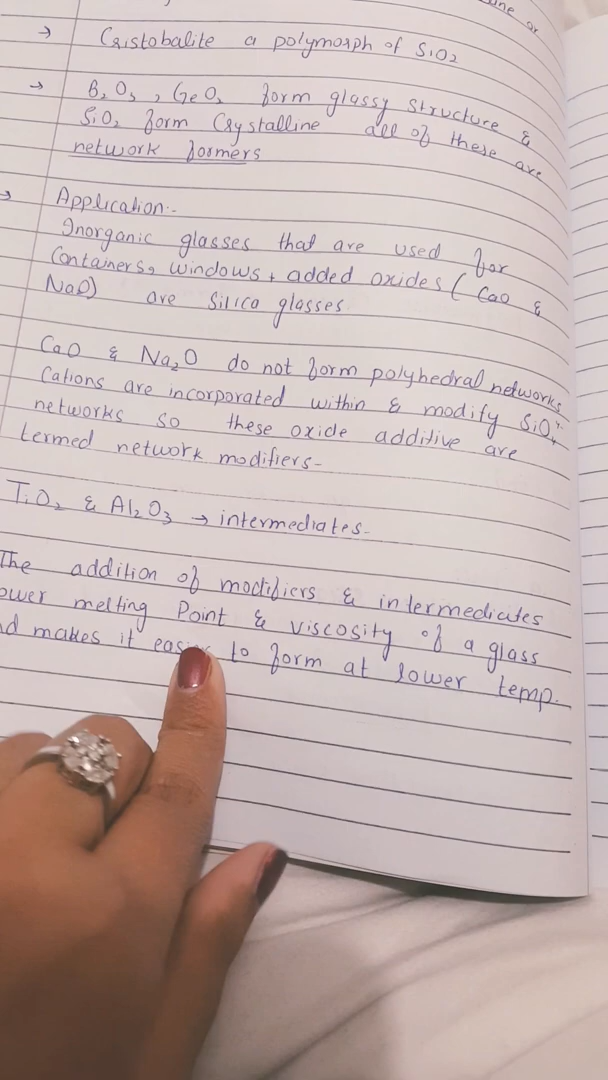 → Cristobalite a polymorph of SiO2
→ B2O3, GeO2 form glassy structure &
SiO2 form Crystalline all of these are
network formers
→ Application:-
Inorganic glasses that are used for
Containers, windows + added oxides ( CaO &
NaO) are silica glasses
CaO & Na2O do not form polyhedral networks
Cations are incorporated within & modify SiO4⁴⁻
networks so these oxide additive are
termed network modifiers-
TiO2 & Al2O3 → intermediates-
The addition of modifiers & intermediates
ower melting Point & viscosity of a glass
nd makes it easier to form at lower temp.